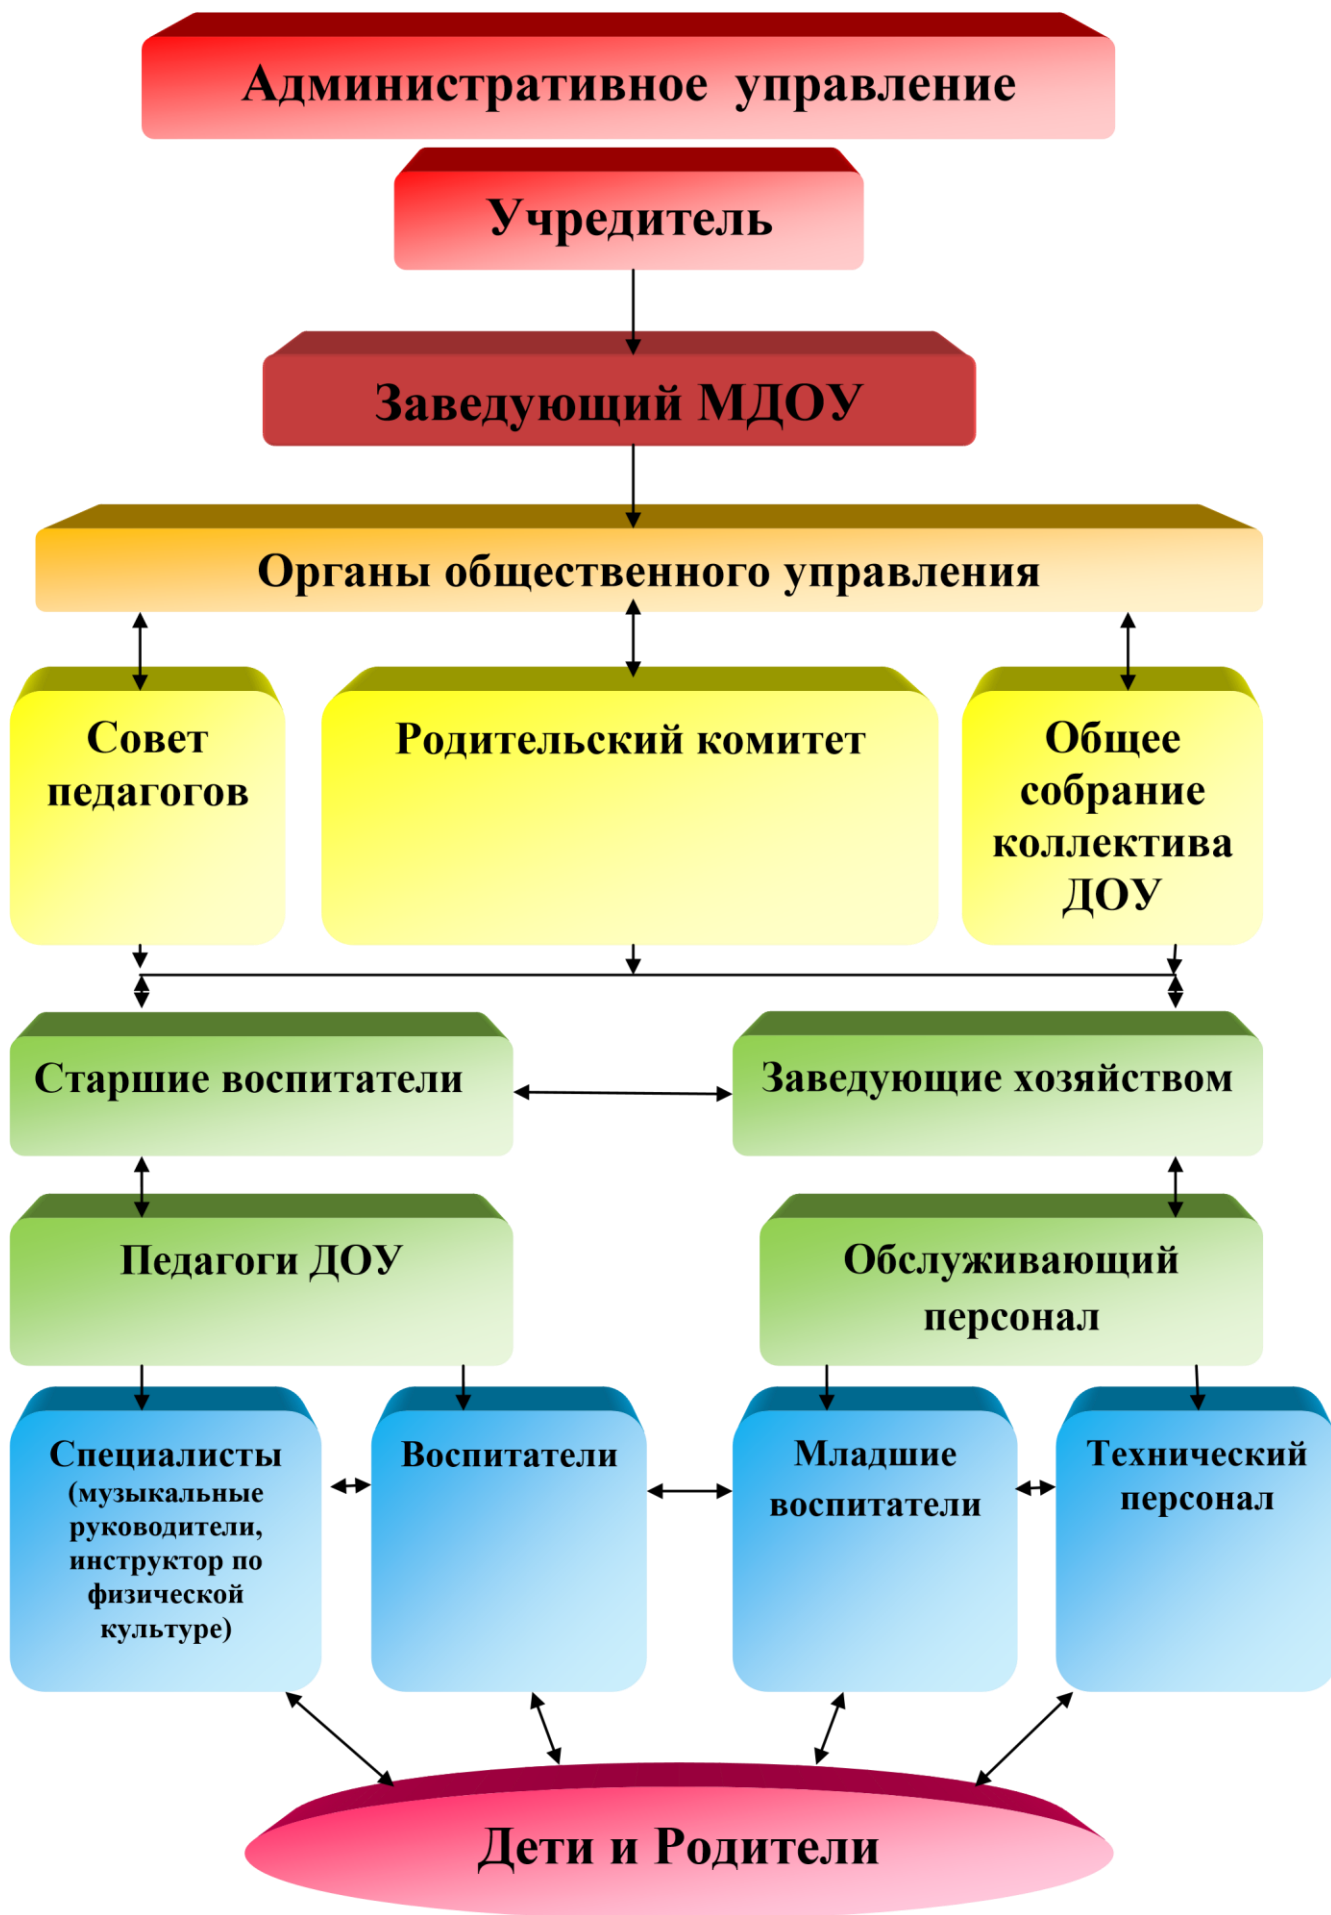 Административное управление
Учредитель
Заведующий МДОУ
Органы общественного управления
Совет
педагогов
Родительский комитет
Общее
собрание
коллектива
ДОУ
Старшие воспитатели
Заведующие хозяйством
Педагоги ДОУ
Обслуживающий
персонал
Специалисты
(музыкальные
руководители,
инструктор по
физической
культуре)
Воспитатели
Младшие
воспитатели
Технический
персонал
Дети и Родители